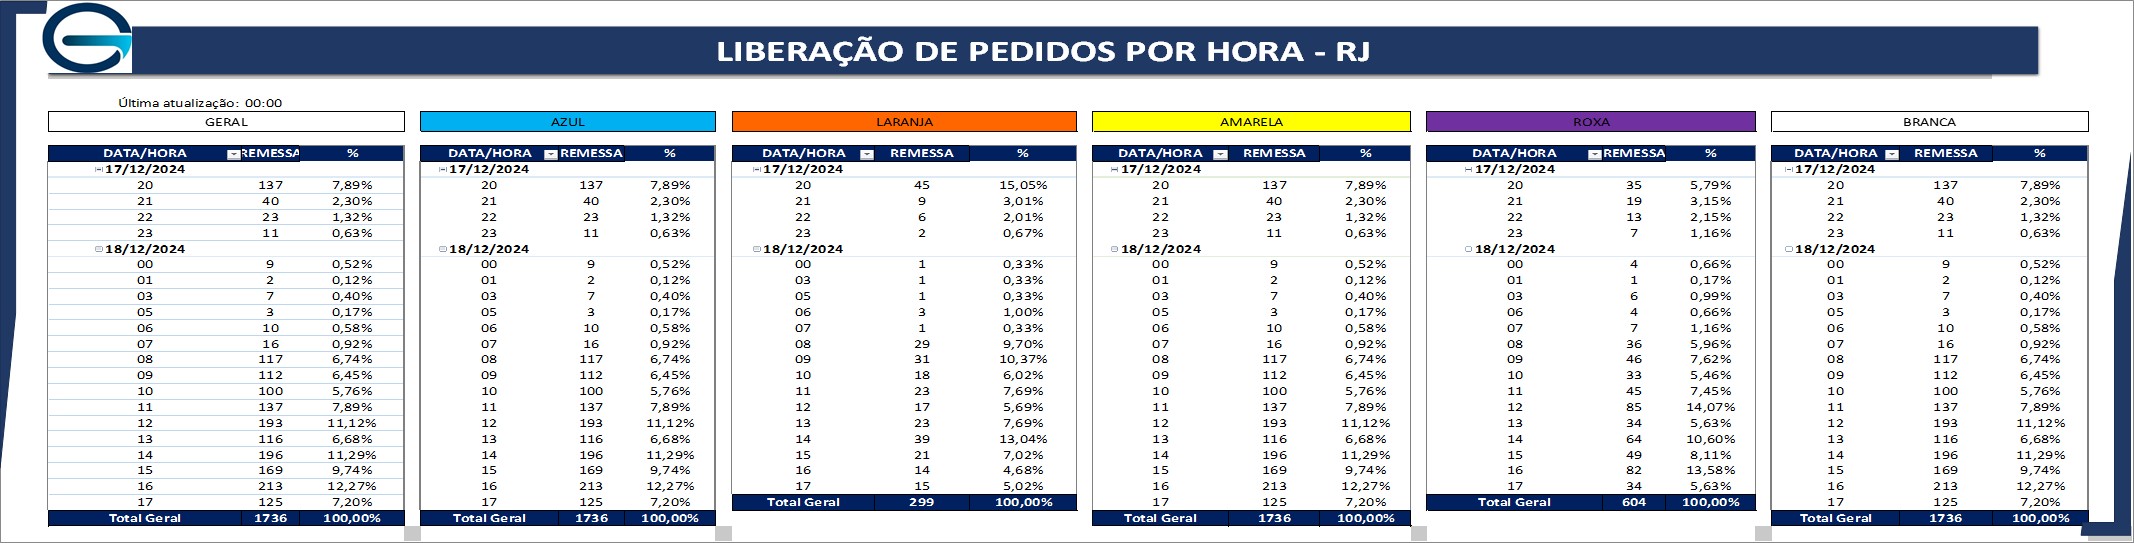 LIBERAÇÃO DE PEDIDOS POR HORA - RJ
Última atualização: 00:00
GERAL AZUL LARANJA AMARELA ROXA BRANCA
DATA/HORA REMESSA % DATA/HORA REMESSA % DATA/HORA REMESSA % DATA/HORA REMESSA % DATA/HORA REMESSA % DATA/HORA REMESSA %
17/12/2024 17/12/2024 17/12/2024 17/12/2024 17/12/2024 17/12/2024
20 137 7,89% 20 137 7,89% 20 45 15,05% 20 137 7,89% 20 35 5,79% 20 137 7,89%
21 40 2,30% 21 40 2,30% 21 9 3,01% 21 40 2,30% 21 19 3,15% 21 40 2,30%
22 23 1,32% 22 23 1,32% 22 6 2,01% 22 23 1,32% 22 13 2,15% 22 23 1,32%
23 11 0,63% 23 11 0,63% 23 2 0,67% 23 11 0,63% 23 7 1,16% 23 11 0,63%
18/12/2024 18/12/2024 18/12/2024 18/12/2024 18/12/2024 18/12/2024
00 9 0,52% 00 9 0,52% 00 1 0,33% 00 9 0,52% 00 4 0,66% 00 9 0,52%
01 2 0,12% 01 2 0,12% 03 1 0,33% 01 2 0,12% 01 1 0,17% 01 2 0,12%
03 7 0,40% 03 7 0,40% 05 1 0,33% 03 7 0,40% 03 6 0,99% 03 7 0,40%
05 3 0,17% 05 3 0,17% 06 3 1,00% 05 3 0,17% 06 4 0,66% 05 3 0,17%
06 10 0,58% 06 10 0,58% 07 1 0,33% 06 10 0,58% 07 7 1,16% 06 10 0,58%
07 16 0,92% 07 16 0,92% 08 29 9,70% 07 16 0,92% 08 36 5,96% 07 16 0,92%
08 117 6,74% 08 117 6,74% 09 31 10,37% 08 117 6,74% 09 46 7,62% 08 117 6,74%
09 112 6,45% 09 112 6,45% 10 18 6,02% 09 112 6,45% 10 33 5,46% 09 112 6,45%
10 100 5,76% 10 100 5,76% 11 23 7,69% 10 100 5,76% 11 45 7,45% 10 100 5,76%
11 137 7,89% 11 137 7,89% 12 17 5,69% 11 137 7,89% 12 85 14,07% 11 137 7,89%
12 193 11,12% 12 193 11,12% 13 23 7,69% 12 193 11,12% 13 34 5,63% 12 193 11,12%
13 116 6,68% 13 116 6,68% 14 39 13,04% 13 116 6,68% 14 64 10,60% 13 116 6,68%
14 196 11,29% 14 196 11,29% 15 21 7,02% 14 196 11,29% 15 49 8,11% 14 196 11,29%
15 169 9,74% 15 169 9,74% 16 14 4,68% 15 169 9,74% 16 82 13,58% 15 169 9,74%
16 213 12,27% 16 213 12,27% 17 15 5,02% 16 213 12,27% 17 34 5,63% 16 213 12,27%
17 125 7,20% 17 125 7,20% Total Geral 299 100,00% 17 125 7,20% Total Geral 604 100,00% 17 125 7,20%
Total Geral 1736 100,00% Total Geral 1736 100,00% Total Geral 1736 100,00% Total Geral 1736 100,00%